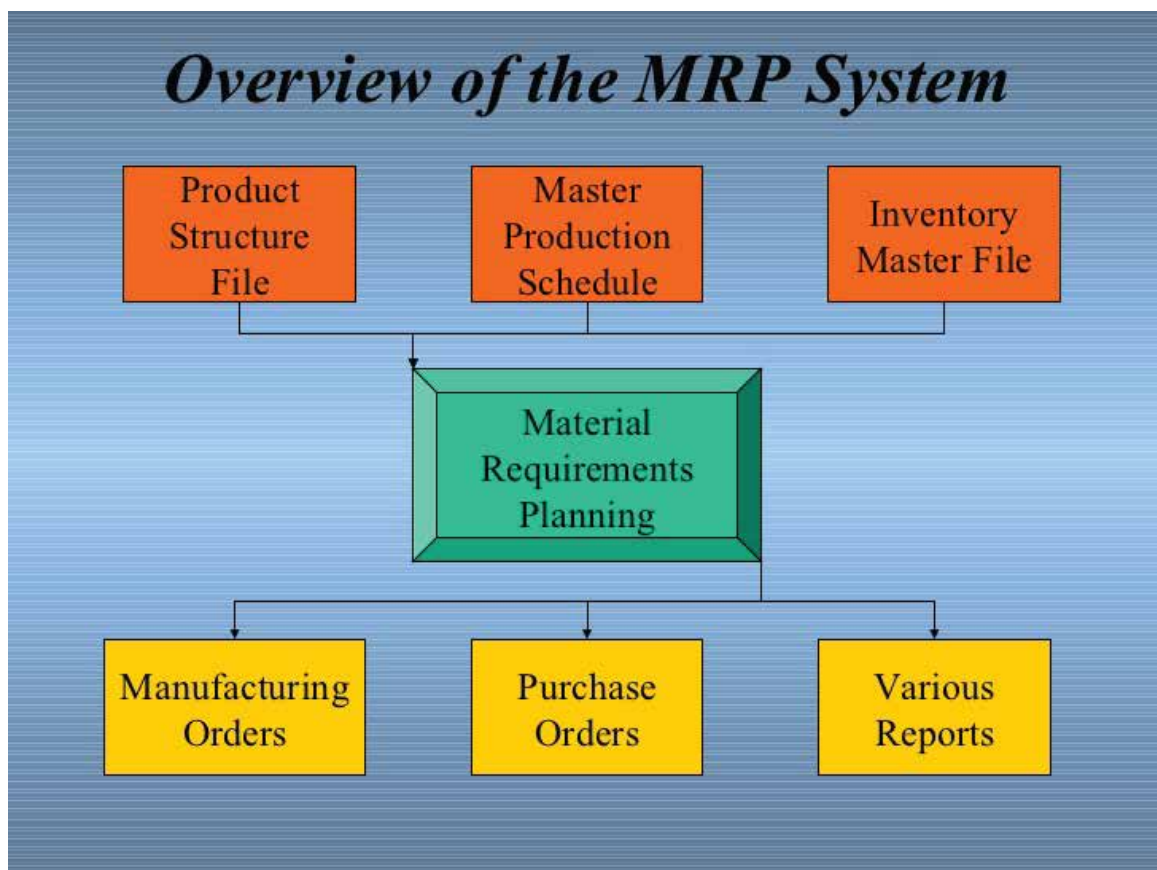 Overview of the MRP System
Product
Structure
File
Master
Production
Schedule
Inventory
Master File
Material
Requirements
Planning
Manufacturing
Orders
Purchase
Orders
Various
Reports